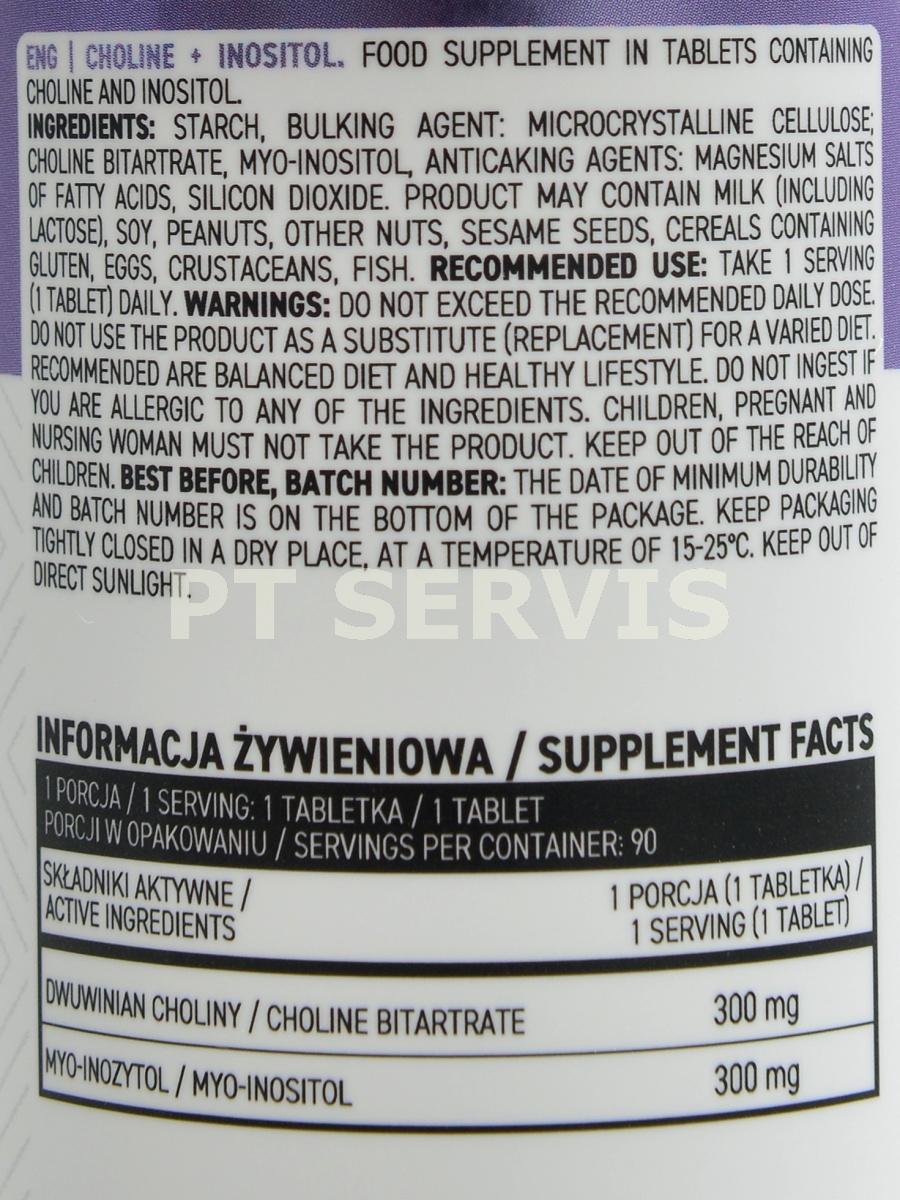 ENG | CHOLINE + INOSITOL. FOOD SUPPLEMENT IN TABLETS CONTAINING
CHOLINE AND INOSITOL.
INGREDIENTS: STARCH, BULKING AGENT: MICROCRYSTALLINE CELLULOSE;
CHOLINE BITARTRATE, MYO-INOSITOL, ANTICAKING AGENTS: MAGNESIUM SALTS
OF FATTY ACIDS, SILICON DIOXIDE. PRODUCT MAY CONTAIN MILK (INCLUDING
LACTOSE), SOY, PEANUTS, OTHER NUTS, SESAME SEEDS, CEREALS CONTAINING
GLUTEN, EGGS, CRUSTACEANS, FISH. RECOMMENDED USE: TAKE 1 SERVING
(1 TABLET) DAILY. WARNINGS: DO NOT EXCEED THE RECOMMENDED DAILY DOSE.
DO NOT USE THE PRODUCT AS A SUBSTITUTE (REPLACEMENT) FOR A VARIED DIET.
RECOMMENDED ARE BALANCED DIET AND HEALTHY LIFESTYLE. DO NOT INGEST IF
YOU ARE ALLERGIC TO ANY OF THE INGREDIENTS. CHILDREN, PREGNANT AND
NURSING WOMAN MUST NOT TAKE THE PRODUCT. KEEP OUT OF THE REACH OF
CHILDREN. BEST BEFORE, BATCH NUMBER: THE DATE OF MINIMUM DURABILITY
AND BATCH NUMBER IS ON THE BOTTOM OF THE PACKAGE. KEEP PACKAGING
TIGHTLY CLOSED IN A DRY PLACE, AT A TEMPERATURE OF 15-25°C. KEEP OUT OF
DIRECT SUNLIGHT.
PT SERVIS
INFORMACJA ŻYWIENIOWA / SUPPLEMENT FACTS
1 PORCJA / 1 SERVING: 1 TABLETKA / 1 TABLET
PORCJI W OPAKOWANIU / SERVINGS PER CONTAINER: 90
SKŁADNIKI AKTYWNE /
ACTIVE INGREDIENTS
1 PORCJA (1 TABLETKA) /
1 SERVING (1 TABLET)
DWUWINIAN CHOLINY / CHOLINE BITARTRATE 300 mg
MYO-INOZYTOL / MYO-INOSITOL 300 mg